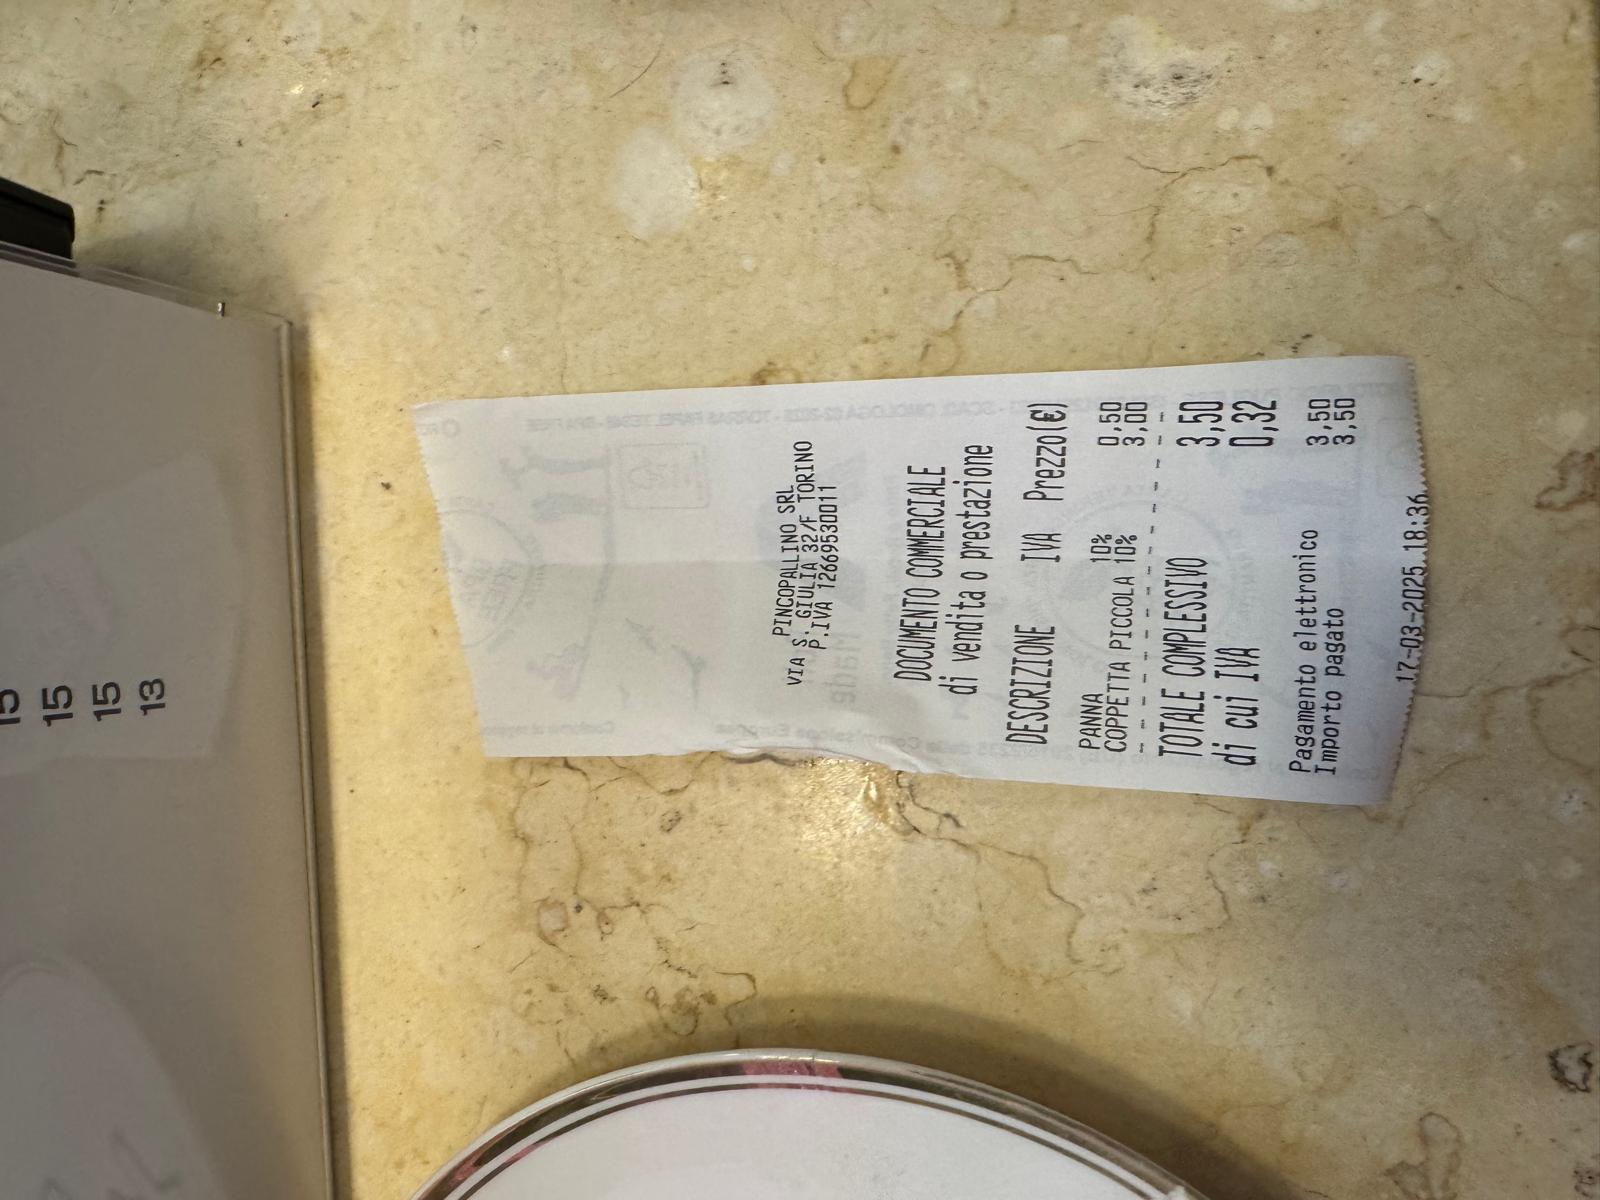 15
15
15
13
PINCOPALLINO SRL
VIA S. GIULIA 32/F TORINO
P.IVA 12669530011
DOCUMENTO COMMERCIALE
di vendita o prestazione
DESCRIZIONE IVA Prezzo(€)
PANNA 10% 0,50
COPPETTA PICCOLA 10% 3,00
TOTALE COMPLESSIVO 3,50
di cui IVA 0,32
Pagamento elettronico 3,50
Importo pagato 3,50
17-03-2025 18:36